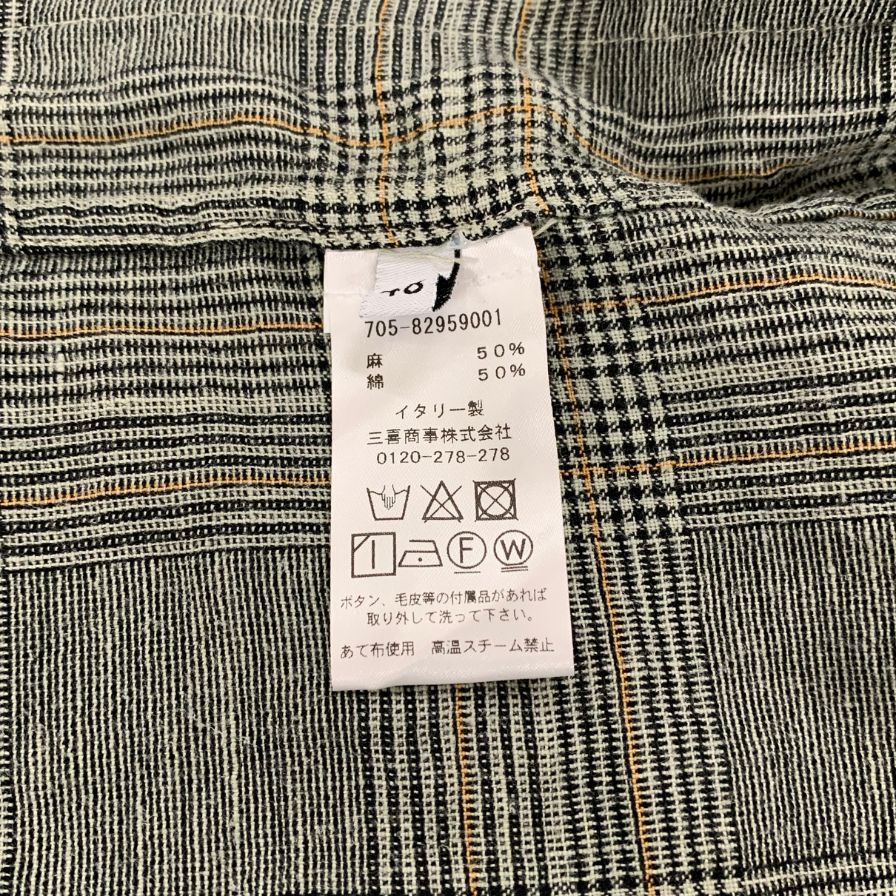 40
705-82959001
麻 50%
綿 50%
イタリー製
三喜商事株式会社
0120-278-278
F W
ボタン、毛皮等の付属品があれば
取り外して洗って下さい。
あて布使用 高温スチーム禁止